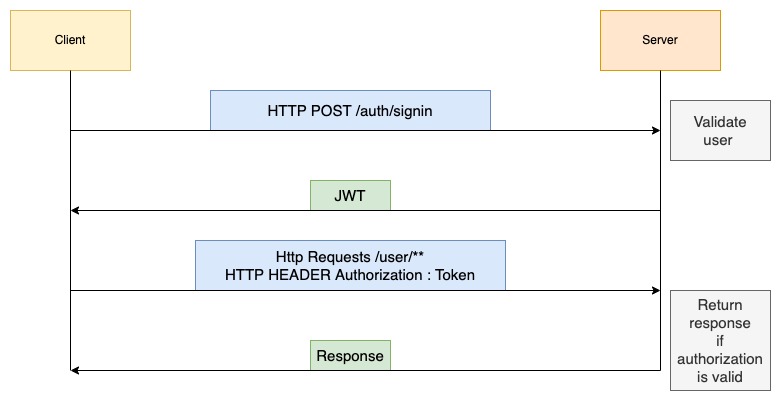 Client
Server
HTTP POST /auth/signin
Validate
user
JWT
Http Requests /user/**
HTTP HEADER Authorization : Token
Return
response
if
authorization
is valid
Response